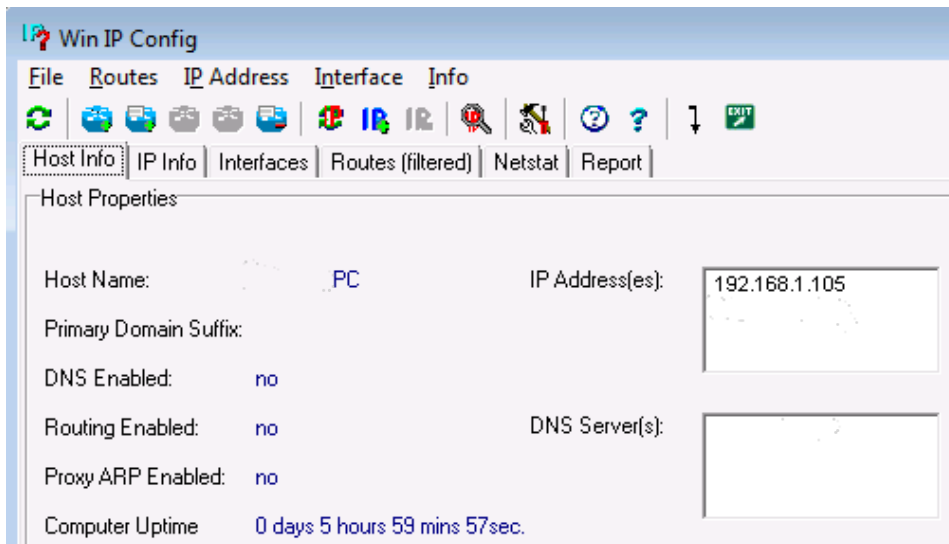 Win IP Config
File Routes IP Address Interface Info
EXIT
Host Info IP Info Interfaces Routes (filtered) Netstat Report
Host Properties
Host Name: PC IP Address(es): 192.168.1.105
Primary Domain Suffix:
DNS Enabled: no
Routing Enabled: no DNS Server(s):
Proxy ARP Enabled: no
Computer Uptime 0 days 5 hours 59 mins 57sec.